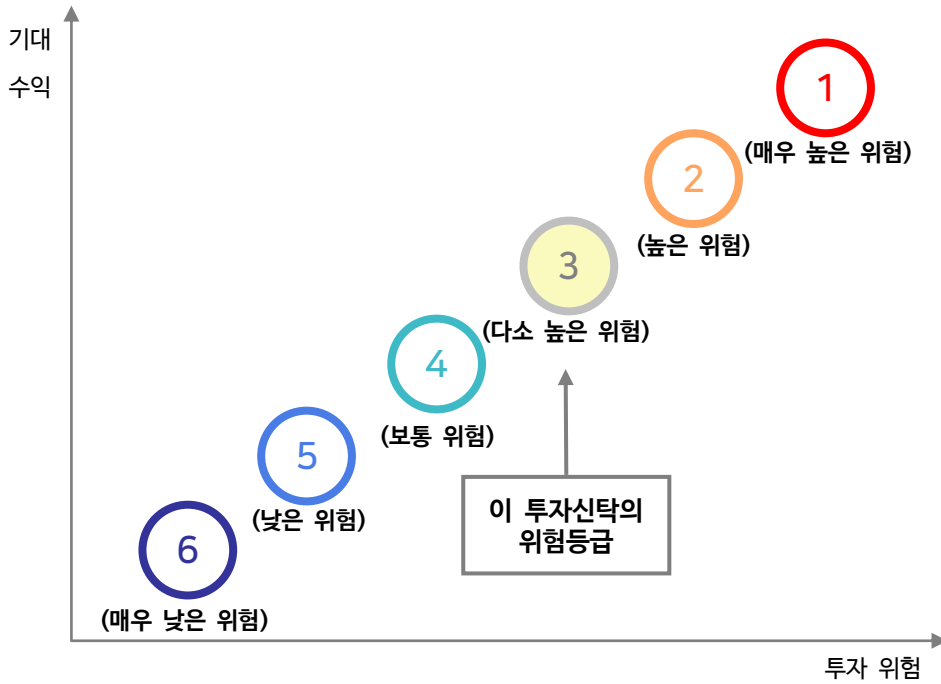 기대
수익
1
(매우 높은 위험)
2
(높은 위험)
3
(다소 높은 위험)
4
(보통 위험)
5
(낮은 위험)
6
(매우 낮은 위험)
이 투자신탁의
위험등급
투자 위험